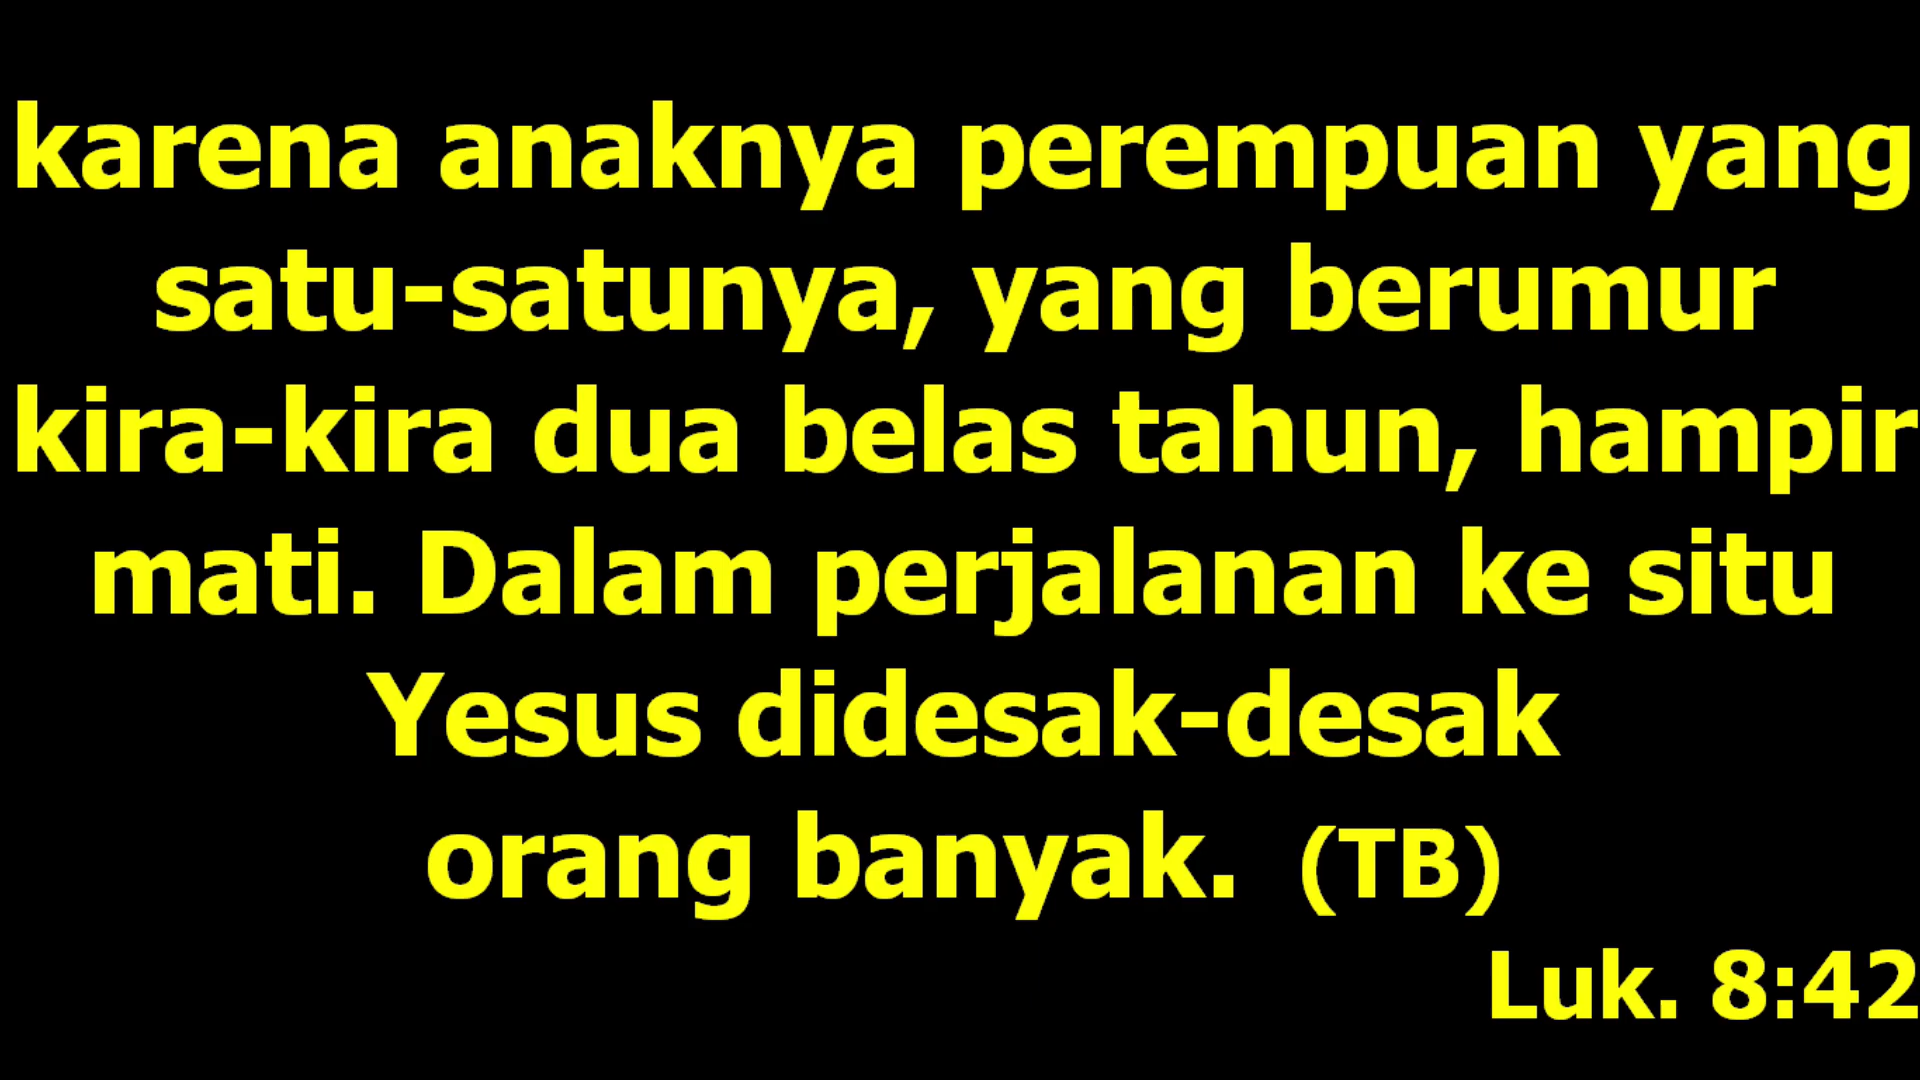 karena anaknya perempuan yang
satu-satunya, yang berumur
kira-kira dua belas tahun, hampir
mati. Dalam perjalanan ke situ
Yesus didesak-desak
orang banyak. (TB)
Luk. 8:42